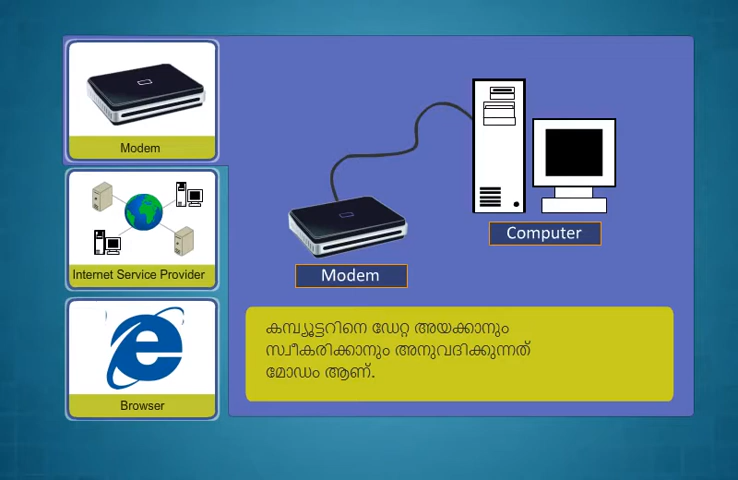 Modem
Internet Service Provider
Browser
Modem
Computer
കമ്പ്യൂട്ടറിനെ ഡേറ്റ അയക്കാനും
സ്വീകരിക്കാനും അനുവദിക്കുന്നത്
മോഡം ആണ്.